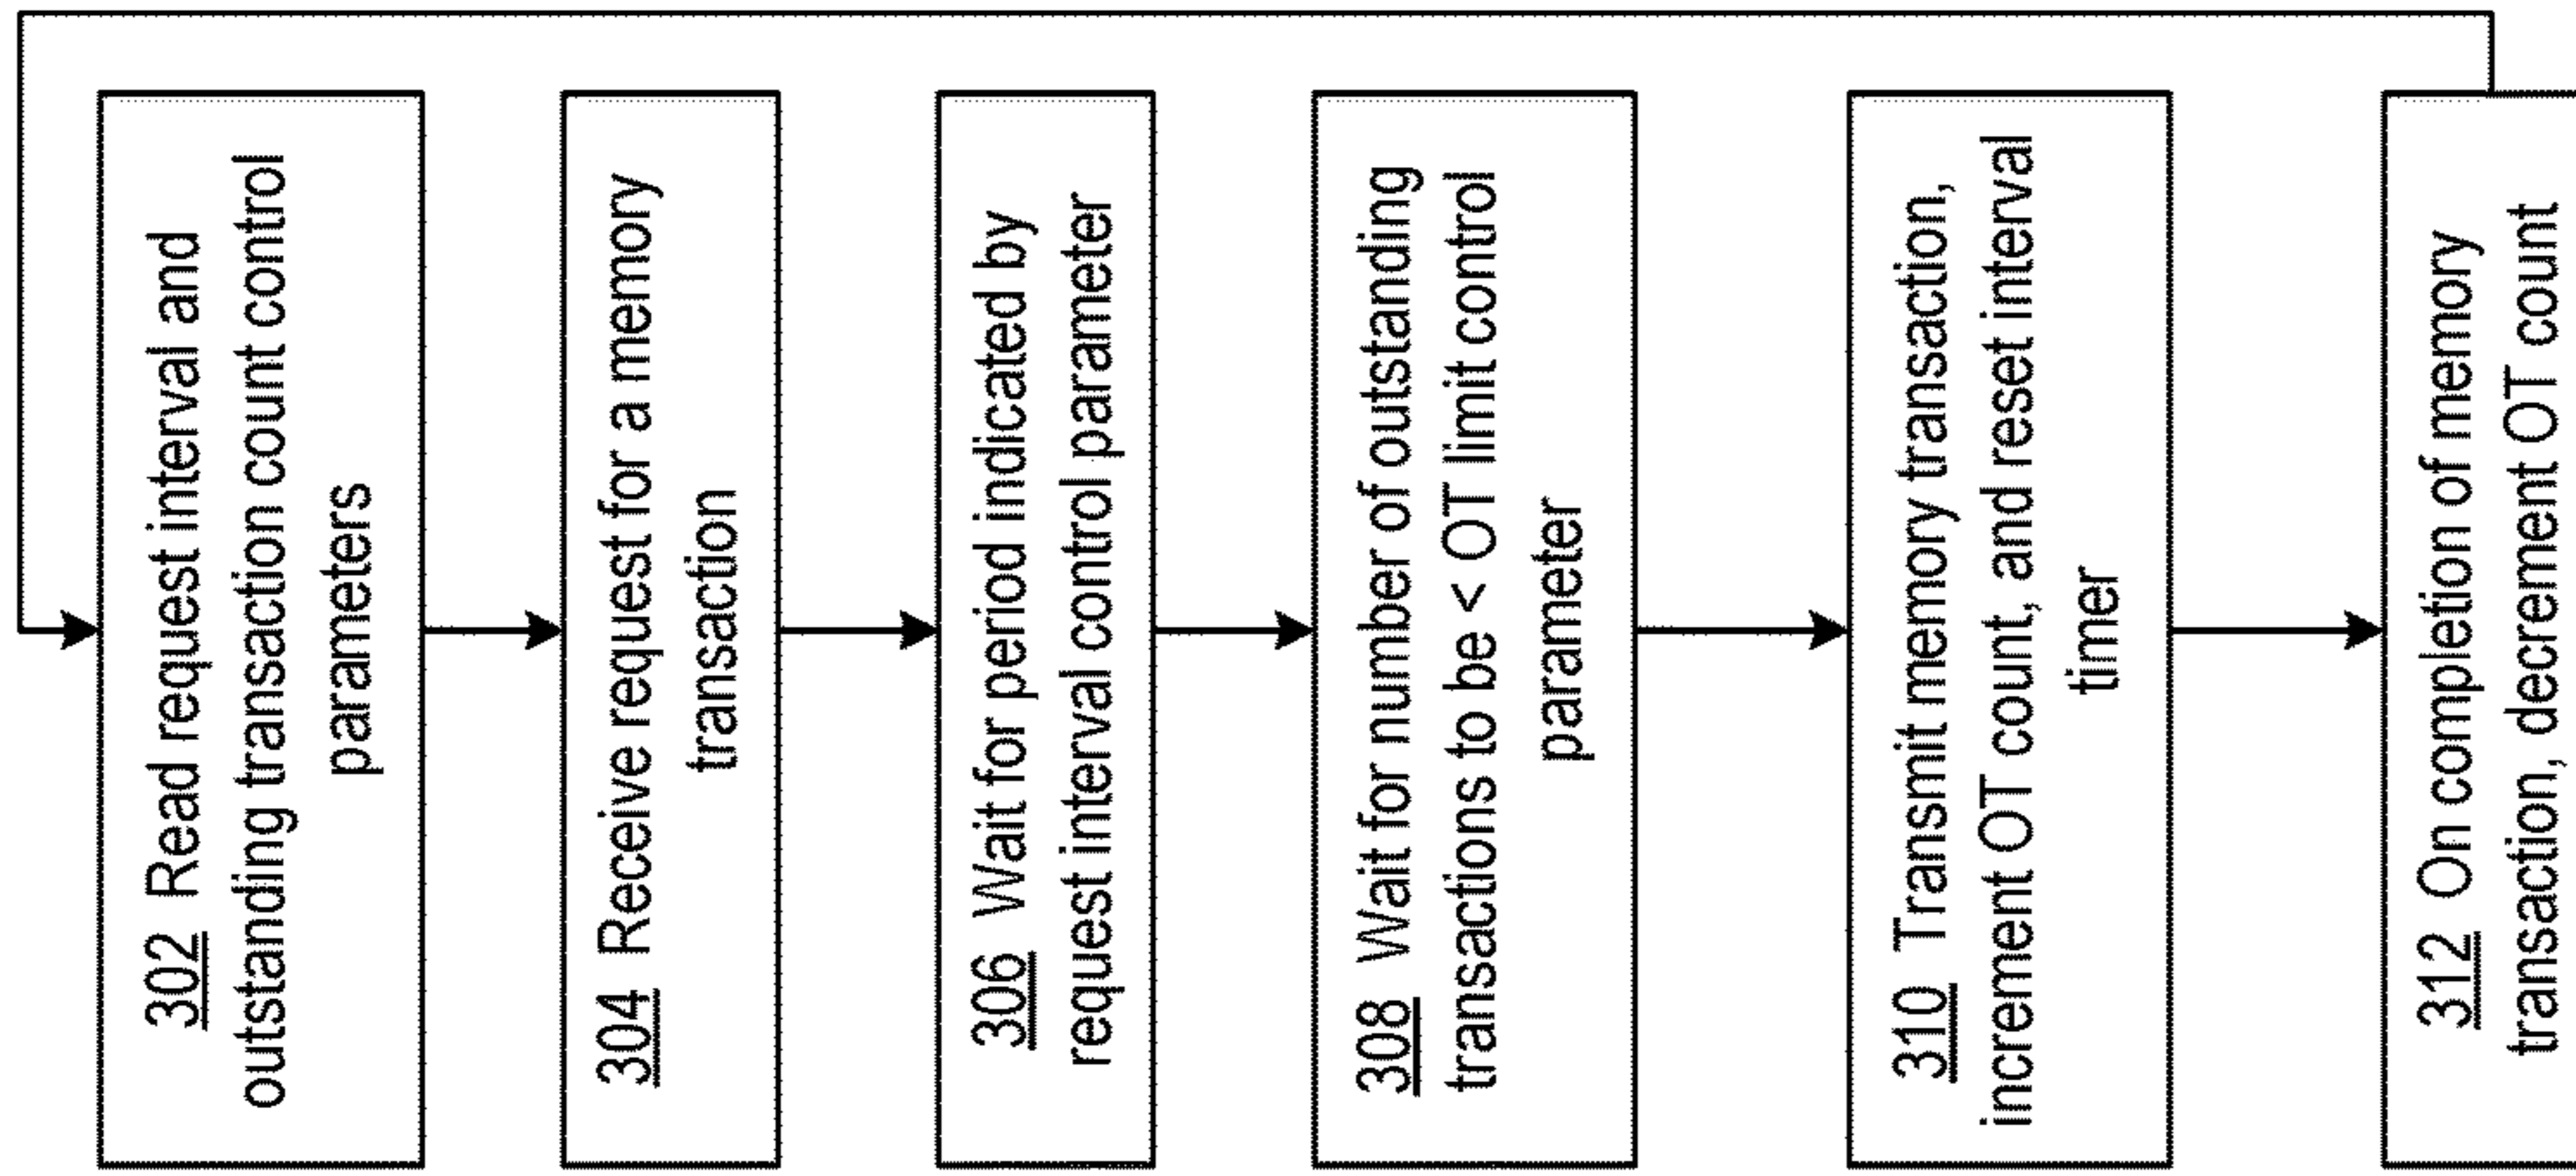 302 Read request interval and
outstanding transaction count control
parameters
304 Receive request for a memory
transaction
306 Wait for period indicated by
request interval control parameter
308 Wait for number of outstanding
transactions to be < OT limit control
parameter
310 Transmit memory transaction,
increment OT count, and reset interval
timer
312 On completion of memory
transaction, decrement OT count